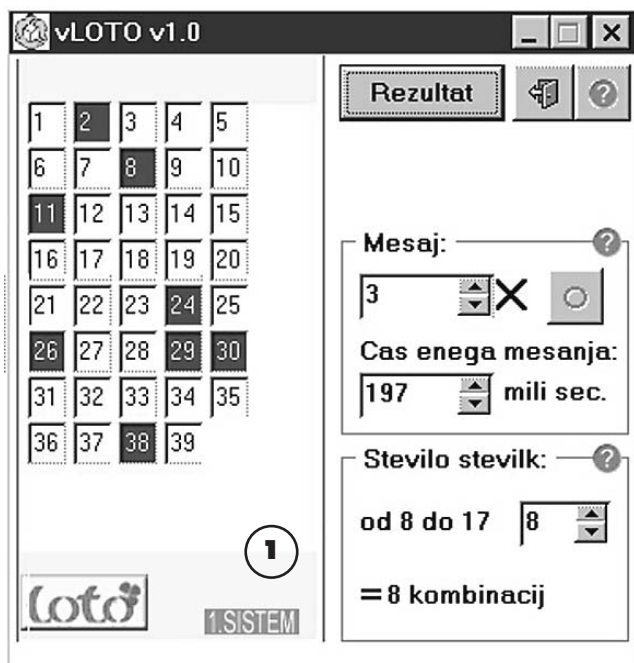 vLOTO v1.0
1 2 3 4 5
6 7 8 9 10
11 12 13 14 15
16 17 18 19 20
21 22 23 24 25
26 27 28 29 30
31 32 33 34 35
36 37 38 39
1
Loto
1.SISTEM
Rezultat ?
Mesaj: ?
3 X
Cas enega mesanja:
197 mili sec.
Stevilo stevilk: ?
od 8 do 17 8
=8 kombinacij